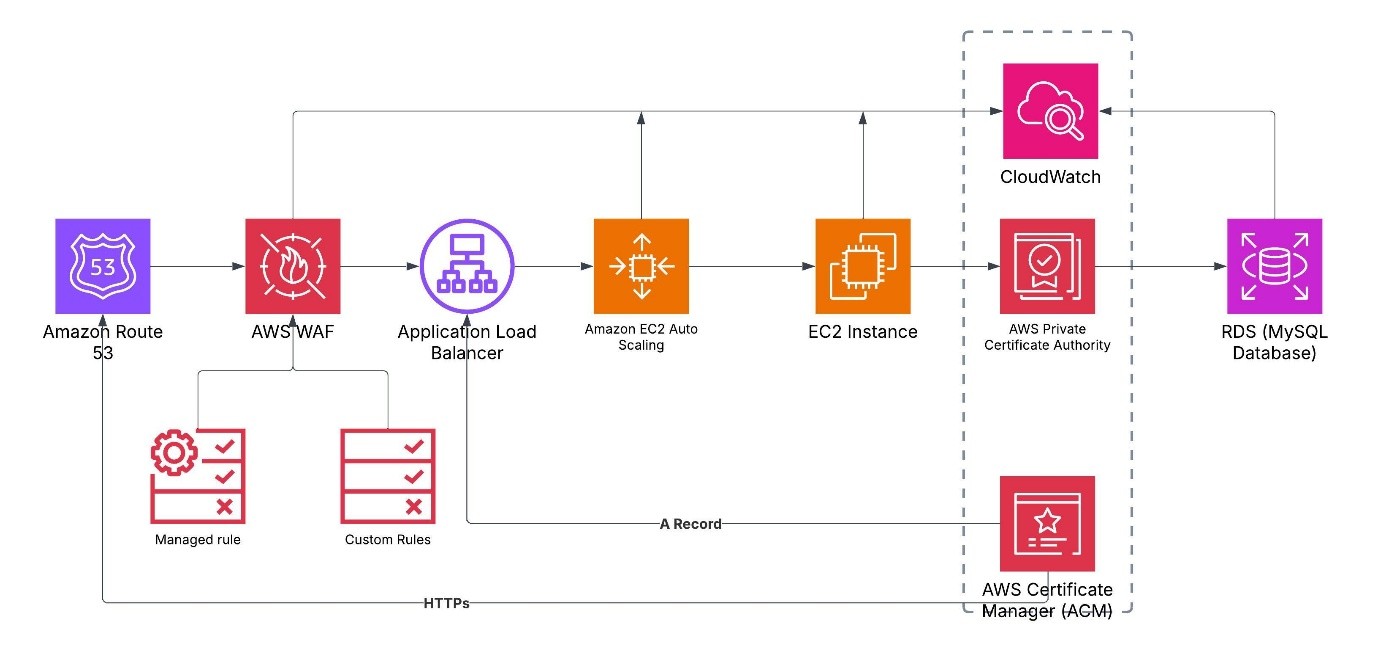 CloudWatch
53
Amazon Route
53
AWS WAF
Application Load
Balancer
Amazon EC2 Auto
Scaling
EC2 Instance
AWS Private
Certificate Authority
RDS (MySQL
Database)
Managed rule
Custom Rules
A Record
AWS Certificate
Manager (ACM)
HTTPs